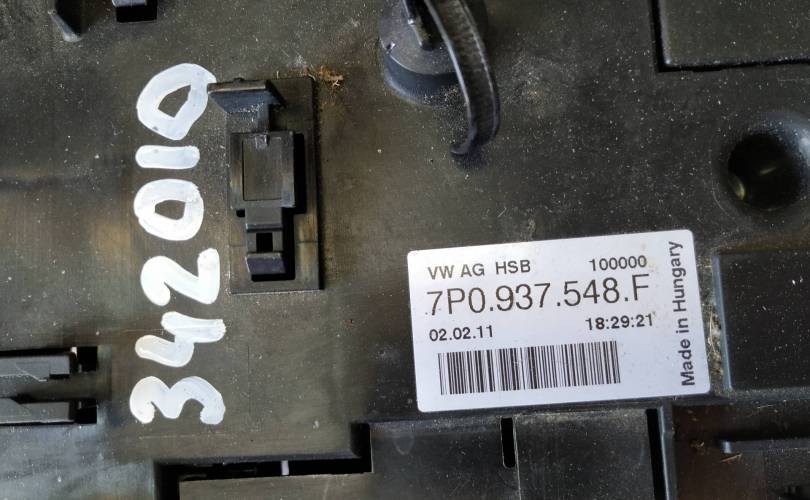 342010
VW AG HSB 100000
7P0.937.548.F
02.02.11 18:29:21
Made in Hungary